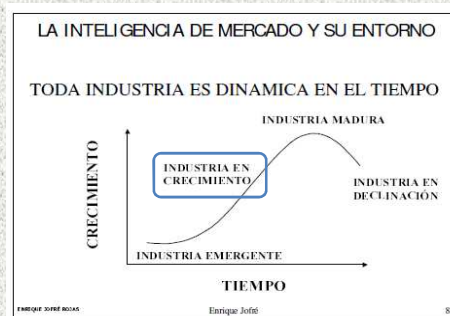 LA INTELIGENCIA DE MERCADO Y SU ENTORNO
TODA INDUSTRIA ES DINAMICA EN EL TIEMPO
INDUSTRIA MADURA
CRECIMIENTO
INDUSTRIA EN
CRECIMIENTO
INDUSTRIA EN
DECLINACIÓN
INDUSTRIA EMERGENTE
TIEMPO
ENRIQUE JOFRÉ ROJAS
Enrique Jofré
8